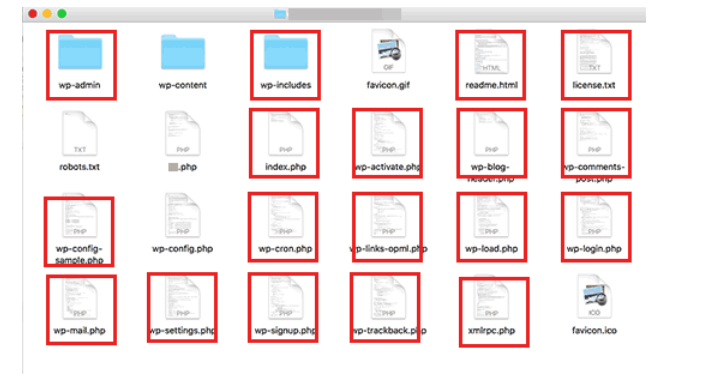 wp-admin
wp-content
wp-includes
GIF
favicon.gif
HTML
readme.html
TXT
license.txt
TXT
robots.txt
PHP
.php
PHP
index.php
PHP
wp-activate.php
PHP
wp-blog-
header.php
PHP
wp-comments-
post.php
PHP
wp-config-
sample.php
PHP
wp-config.php
PHP
wp-cron.php
PHP
wp-links-opml.php
PHP
wp-load.php
PHP
wp-login.php
PHP
wp-mail.php
PHP
wp-settings.php
PHP
wp-signup.php
PHP
wp-trackback.php
PHP
xmlrpc.php
ICO
favicon.ico